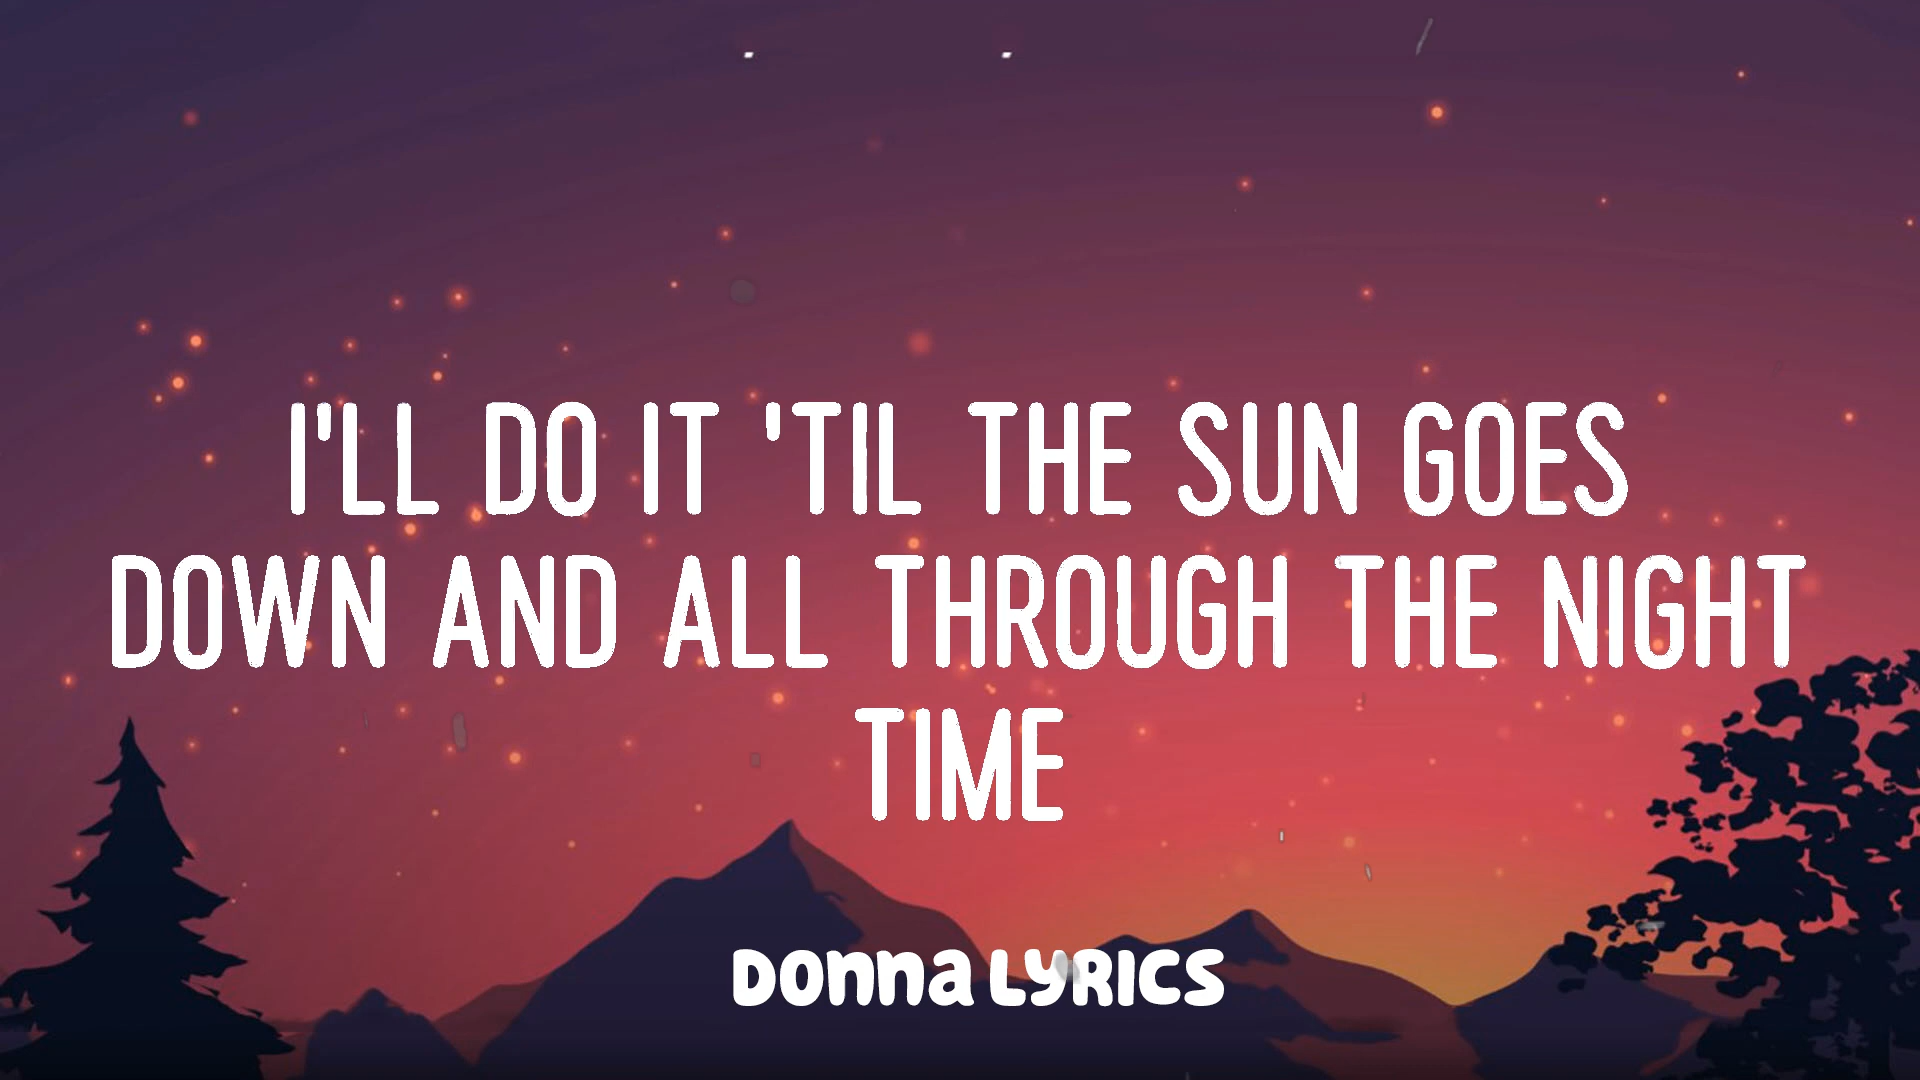 I'LL DO IT 'TIL THE SUN GOES
DOWN AND ALL THROUGH THE NIGHT
TIME
Donna Lyrics